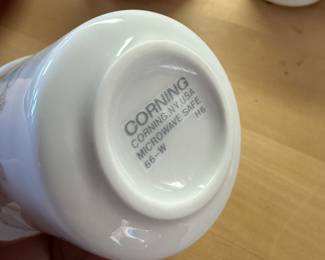 CORNING
CORNING, NY USA
MICROWAVE SAFE
66-W H6